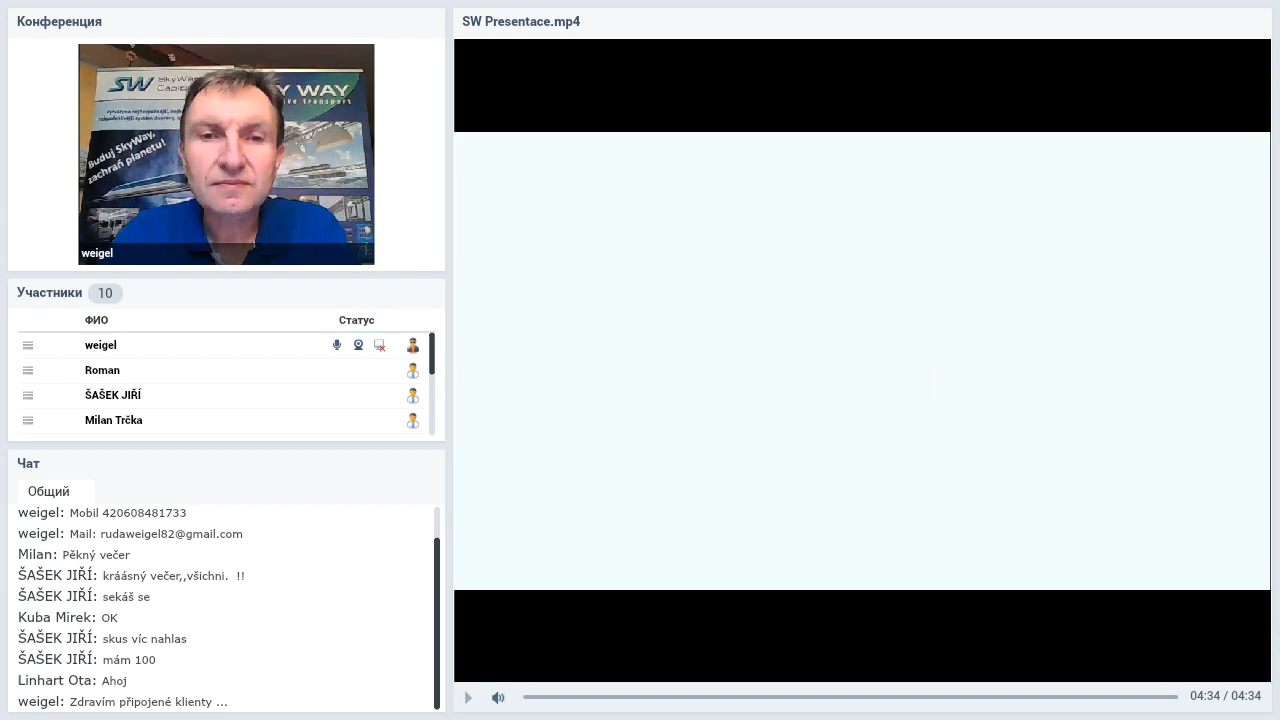 Конференция
SW
SkyWay
Capital
SKY WAY
Buduj SkyWay,
zachraň planetu!
weigel
Участники 10
ФИО Статус
weigel
Roman
ŠAŠEK JIŘÍ
Milan Trčka
Чат
Общий
weigel: Mobil 420608481733
weigel: Mail: rudaweigel82@gmail.com
Milan: Pěkný večer
ŠAŠEK JIŘÍ: kráásný večer,,všichni.  !!
ŠAŠEK JIŘÍ: sekáš se
Kuba Mirek: OK
ŠAŠEK JIŘÍ: skus víc nahlas
ŠAŠEK JIŘÍ: mám 100
Linhart Ota: Ahoj
weigel: Zdravím připojené klienty ...
SW Presentace.mp4
04:34 / 04:34